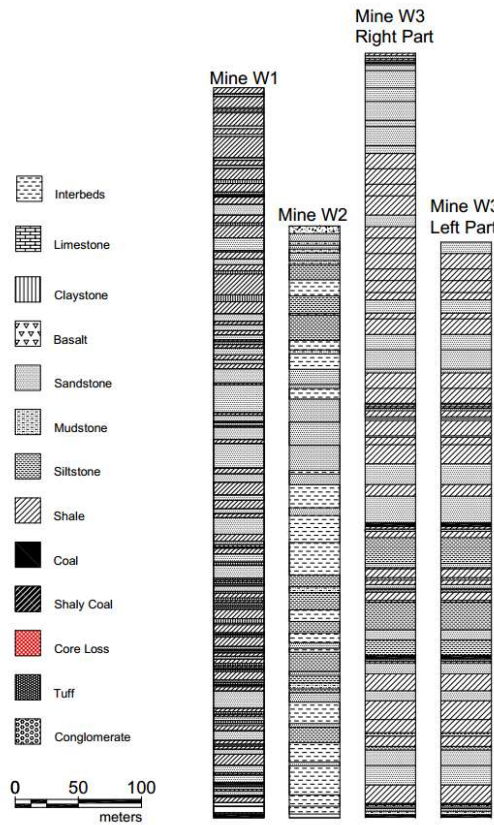 Mine W3
Right Part
Mine W1
Mine W2
Mine W3
Left Part
Interbeds
Limestone
Claystone
Basalt
Sandstone
Mudstone
Siltstone
Shale
Coal
Shaly Coal
Core Loss
Tuff
Conglomerate
0 50 100
meters